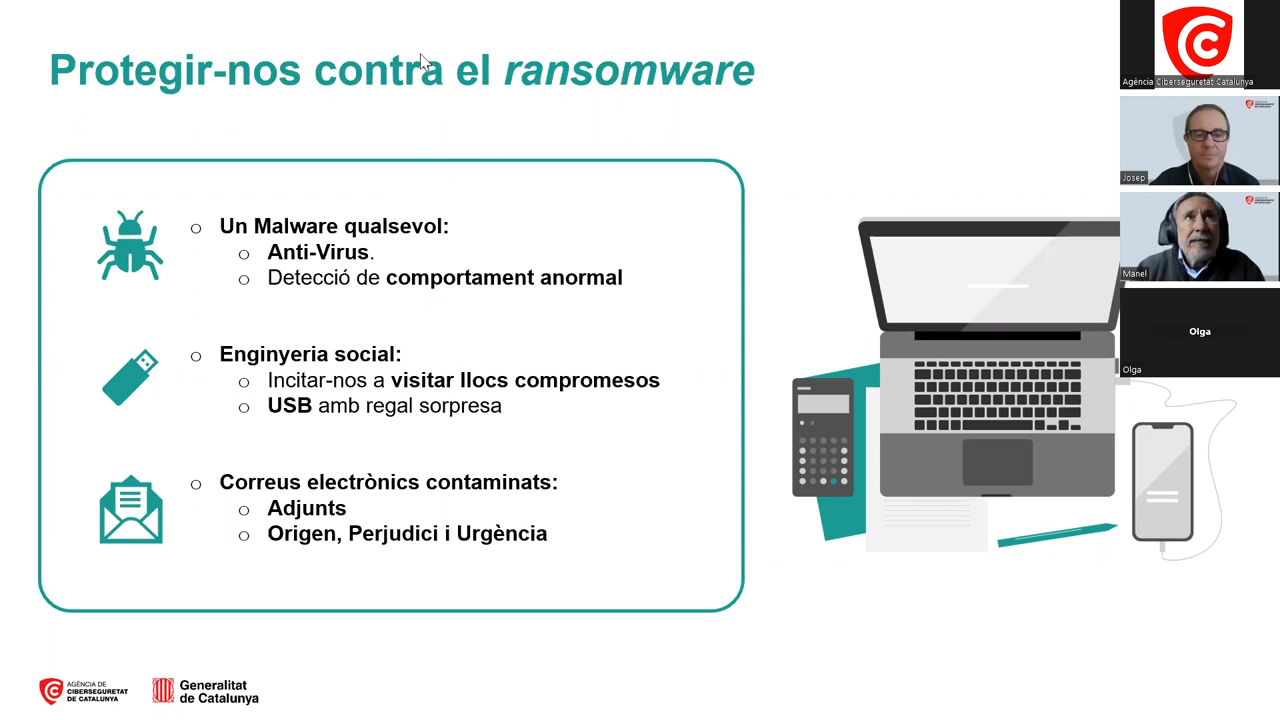 Protegir-nos contra el ransomware
Un Malware qualsevol:
Anti-Virus.
Detecció de comportament anormal
Enginyeria social:
Incitar-nos a visitar llocs compromesos
USB amb regal sorpresa
Correus electrònics contaminats:
Adjunts
Origen, Perjudici i Urgència
AGÈNCIA DE
CIBERSEGURETAT
DE CATALUNYA
Generalitat
de Catalunya
Agència Ciberseguretat Catalunya
Josep
Manel
Olga
Olga